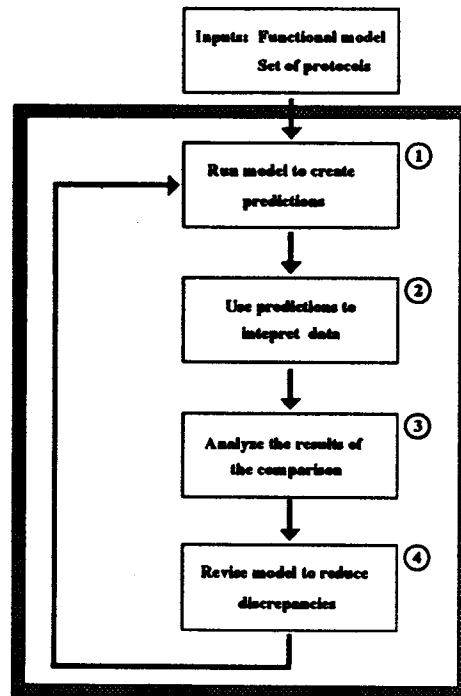 Inputs: Functional model
Set of protocols
1
Run model to create
predictions
2
Use predictions to
intepret data
3
Analyze the results of
the comparison
4
Revise model to reduce
discrepancies